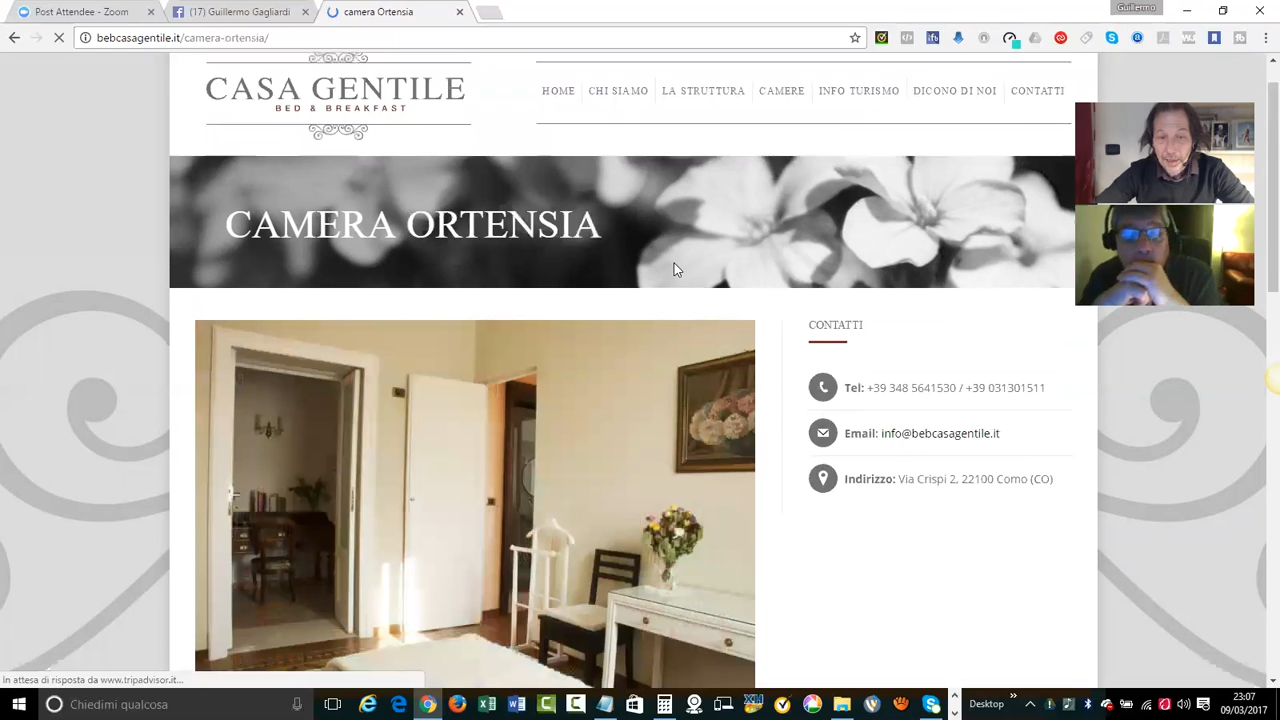 Post Attendee - Zoom
(17) Guillermo Gagliardi
camera Ortensia
Guillermo
bebcasagentile.it/camera-ortensia/
CASA GENTILE
BED & BREAKFAST
HOME
CHI SIAMO
LA STRUTTURA
CAMERE
INFO TURISMO
DICONO DI NOI
CONTATTI
CAMERA ORTENSIA
CONTATTI
Tel: +39 348 5641530 / +39 031301511
Email: info@bebcasagentile.it
Indirizzo: Via Crispi 2, 22100 Como (CO)
In attesa di risposta da www.tripadvisor.it...
Chiedimi qualcosa
Desktop
23:07
09/03/2017